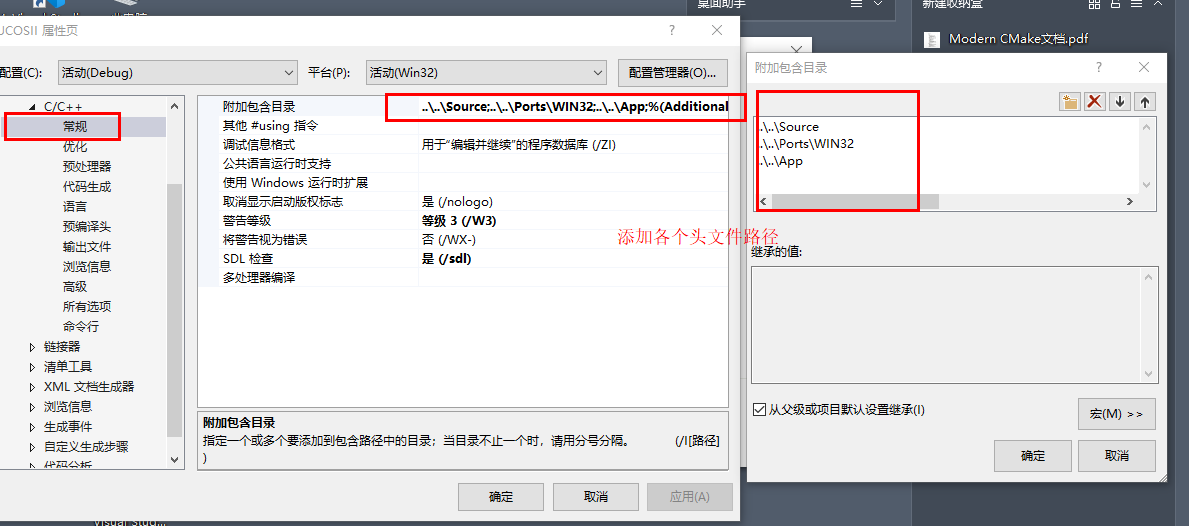 桌面助手
新建收纳盒
Modern CMake文档.pdf
UCOSII 属性页
?
配置(C):
活动(Debug)
平台(P):
活动(Win32)
配置管理器(O)...
C/C++
常规
优化
预处理器
代码生成
语言
预编译头
输出文件
浏览信息
高级
所有选项
命令行
链接器
清单工具
XML 文档生成器
浏览信息
生成事件
自定义生成步骤
代码分析
附加包含目录
..\..\Source;..\..\Ports\WIN32;..\..\App;%(Additional
其他 #using 指令
调试信息格式
用于“编辑并继续”的程序数据库 (/ZI)
公共语言运行时支持
使用 Windows 运行时扩展
取消显示启动版权标志
是 (/nologo)
警告等级
等级 3 (/W3)
将警告视为错误
否 (/WX-)
SDL 检查
是 (/sdl)
多处理器编译
添加各个头文件路径
附加包含目录
指定一个或多个要添加到包含路径中的目录；当目录不止一个时，请用分号分隔。 (/I[路径]
)
确定
取消
应用(A)
附加包含目录
?
..\..\Source
..\..\Ports\WIN32
..\..\App
继承的值:
从父级或项目默认设置继承(I)
宏(M) >>
确定
取消
Visual Stud...